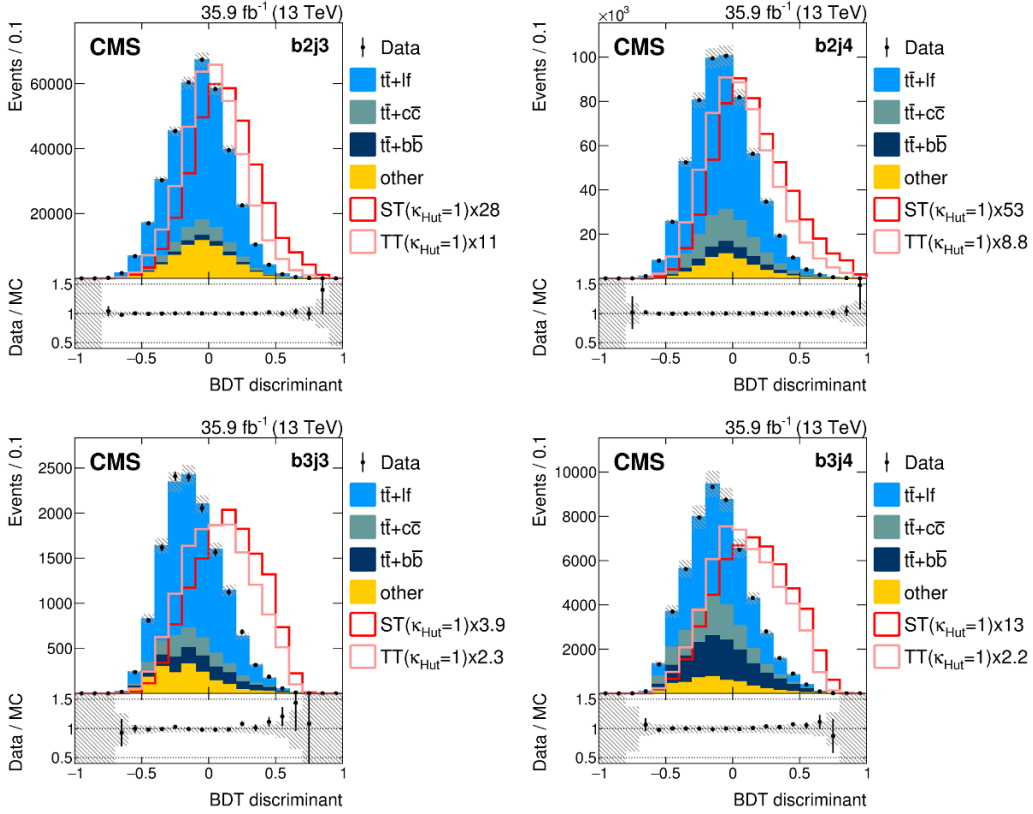 35.9 fb⁻¹ (13 TeV)
Events / 0.1
CMS
b2j3
Data
tt̄+lf
tt̄+cc̄
tt̄+bb̄
other
ST(κHut=1)x28
TT(κHut=1)x11
60000
40000
20000
Data / MC
1.5
1
0.5
−1 −0.5 0 0.5 1
BDT discriminant
×10³
35.9 fb⁻¹ (13 TeV)
Events / 0.1
CMS
b2j4
Data
tt̄+lf
tt̄+cc̄
tt̄+bb̄
other
ST(κHut=1)x53
TT(κHut=1)x8.8
100
80
60
40
20
0
Data / MC
1.5
1
0.5
−1 −0.5 0 0.5 1
BDT discriminant
35.9 fb⁻¹ (13 TeV)
Events / 0.1
CMS
b3j3
Data
tt̄+lf
tt̄+cc̄
tt̄+bb̄
other
ST(κHut=1)x3.9
TT(κHut=1)x2.3
2500
2000
1500
1000
500
Data / MC
1.5
1
0.5
−1 −0.5 0 0.5 1
BDT discriminant
35.9 fb⁻¹ (13 TeV)
Events / 0.1
CMS
b3j4
Data
tt̄+lf
tt̄+cc̄
tt̄+bb̄
other
ST(κHut=1)x13
TT(κHut=1)x2.2
10000
8000
6000
4000
2000
Data / MC
1.5
1
0.5
−1 −0.5 0 0.5 1
BDT discriminant